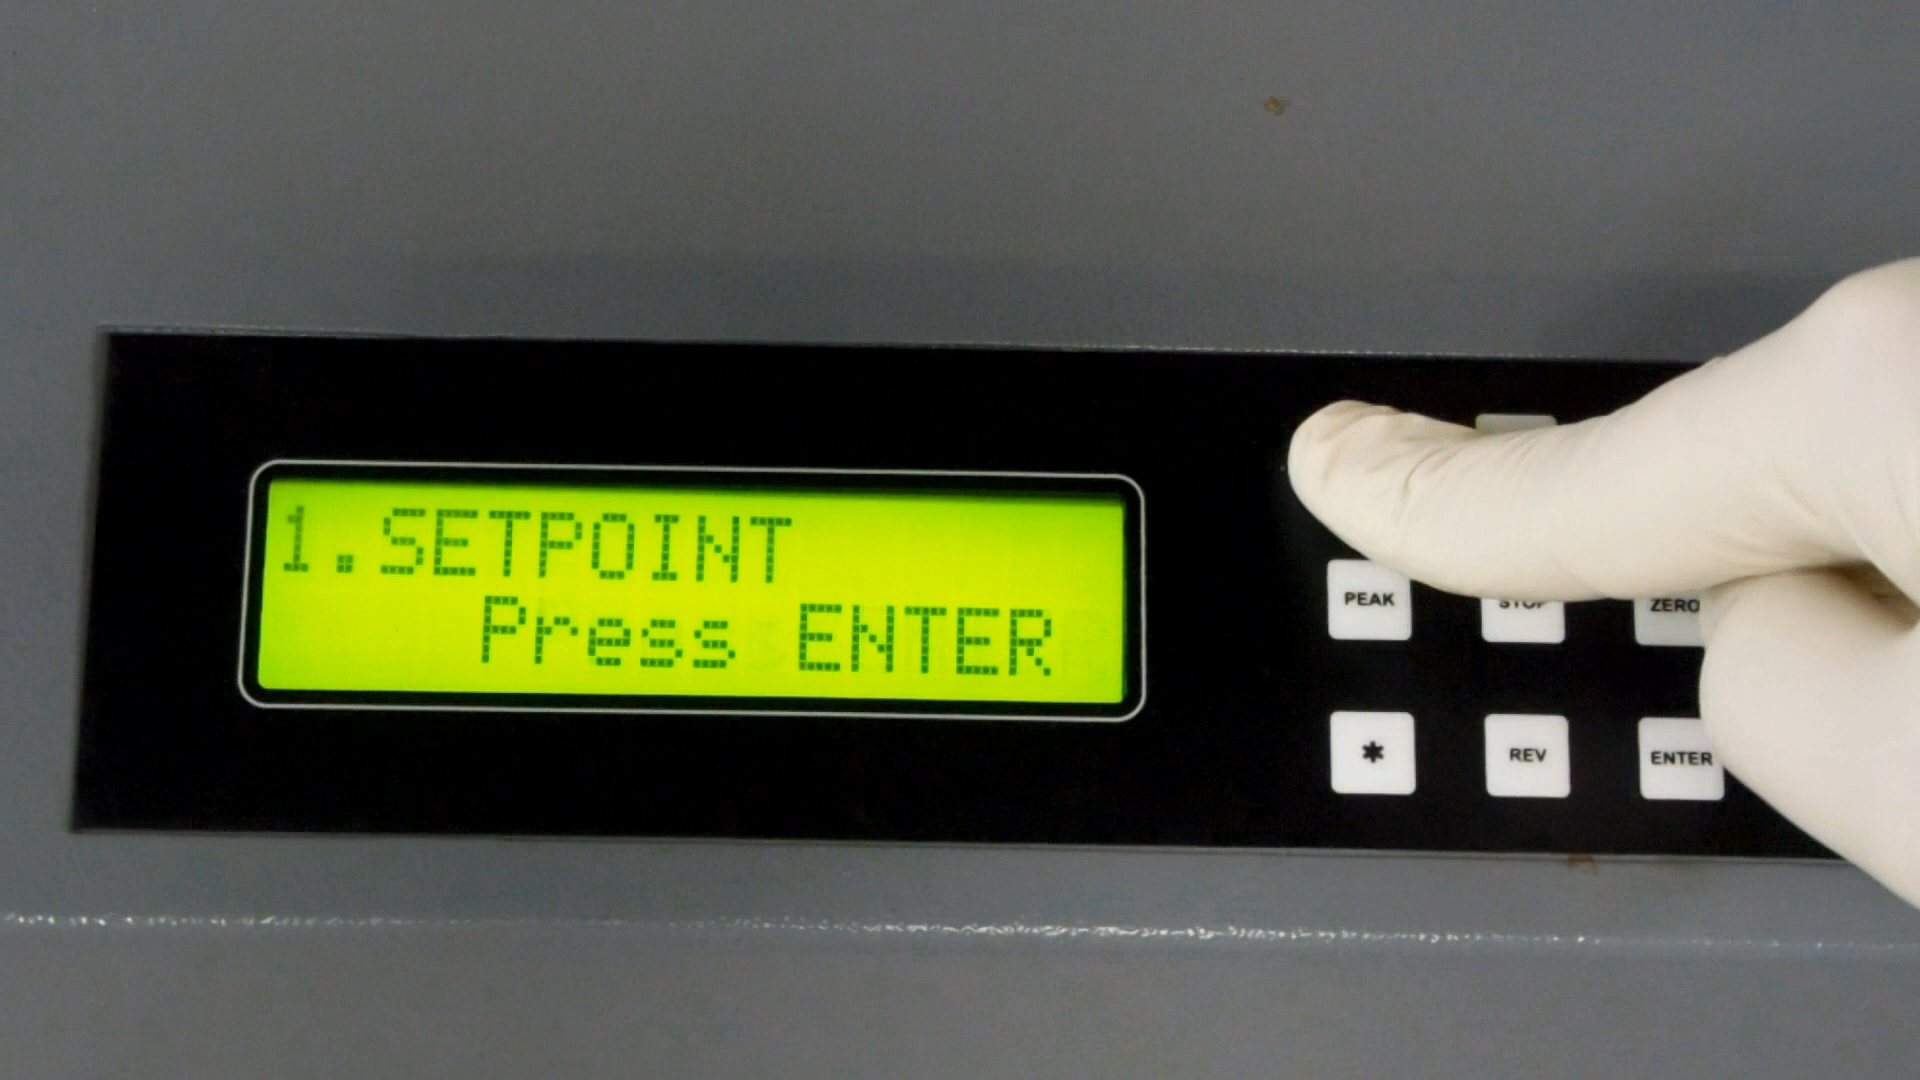 1.SETPOINT
Press ENTER
PEAK
STOP
ZERO
*
REV
ENTER